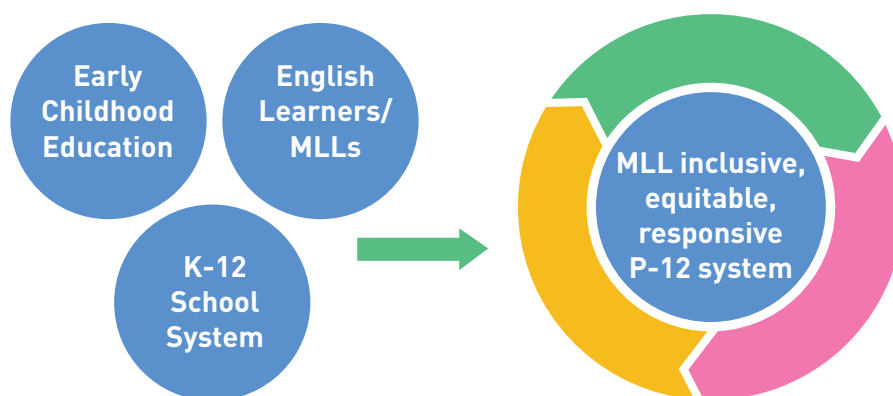 Early
Childhood
Education
English
Learners/
MLLs
K-12
School
System
MLL inclusive,
equitable,
responsive
P-12 system